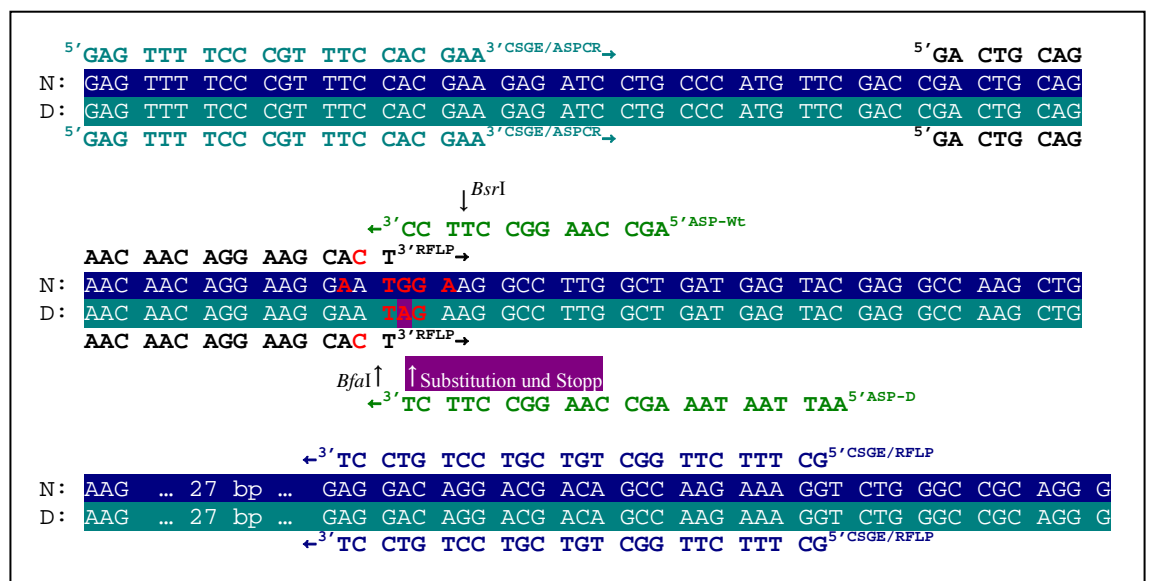 5′GAG TTT TCC CGT TTC CAC GAA3′CSGE/ASPCR→ 5′GA CTG CAG
N: GAG TTT TCC CGT TTC CAC GAA GAG ATC CTG CCC ATG TTC GAC CGA CTG CAG
D: GAG TTT TCC CGT TTC CAC GAA GAG ATC CTG CCC ATG TTC GAC CGA CTG CAG
5′GAG TTT TCC CGT TTC CAC GAA3′CSGE/ASPCR→ 5′GA CTG CAG
↓BsrI
←3′CC TTC CGG AAC CGA5′ASP-Wt
AAC AAC AGG AAG CAC T3′RFLP→
N: AAC AAC AGG AAG GAA TGG AAG GCC TTG GCT GAT GAG TAC GAG GCC AAG CTG
D: AAC AAC AGG AAG GAA TAG AAG GCC TTG GCT GAT GAG TAC GAG GCC AAG CTG
AAC AAC AGG AAG CAC T3′RFLP→
BfaI↑ ↑Substitution und Stopp
←3′TC TTC CGG AAC CGA AAT AAT TAA5′ASP-D
←3′TC CTG TCC TGC TGT CGG TTC TTT CG5′CSGE/RFLP
N: AAG … 27 bp … GAG GAC AGG ACG ACA GCC AAG AAA GGT CTG GGC CGC AGG G
D: AAG … 27 bp … GAG GAC AGG ACG ACA GCC AAG AAA GGT CTG GGC CGC AGG G
←3′TC CTG TCC TGC TGT CGG TTC TTT CG5′CSGE/RFLP